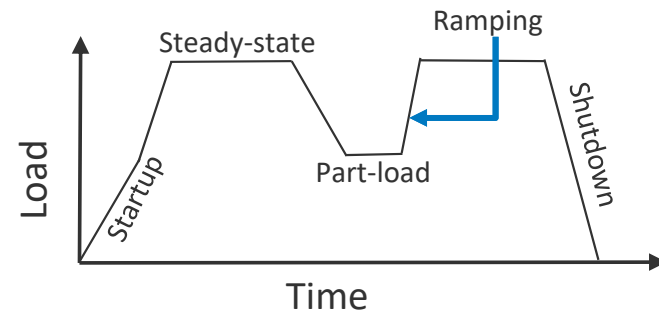 Ramping
Steady-state
Shutdown
Load
Startup
Part-load
Time